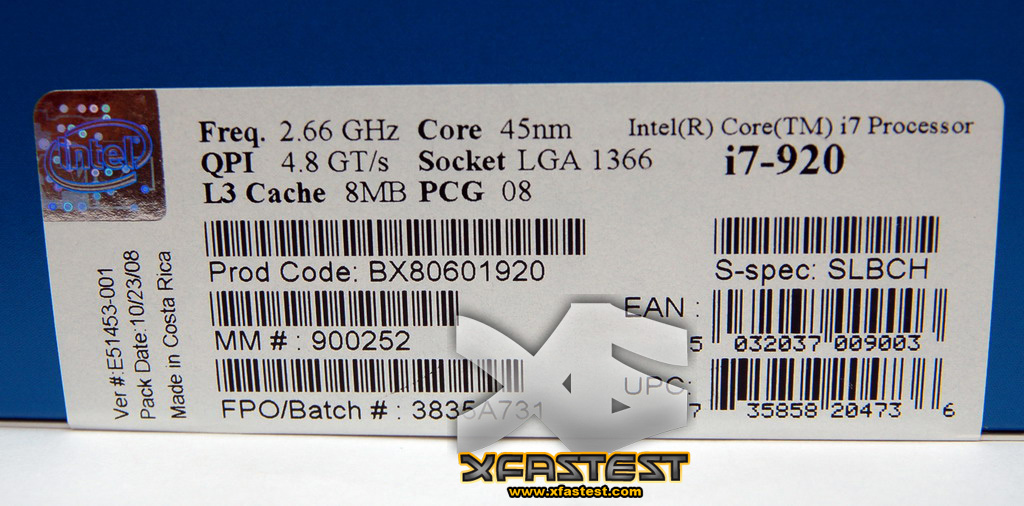 intel
Freq. 2.66 GHz Core 45nm
QPI 4.8 GT/s Socket LGA 1366
L3 Cache 8MB PCG 08
Intel(R) Core(TM) i7 Processor
i7-920
Prod Code: BX80601920
S-spec: SLBCH
MM # : 900252
EAN :
5 032037 009003
FPO/Batch # : 3835A731
UPC:
7 35858 20473 6
Ver #:E51453-001
Pack Date:10/23/08
Made in Costa Rica
XFASTEST
www.xfastest.com